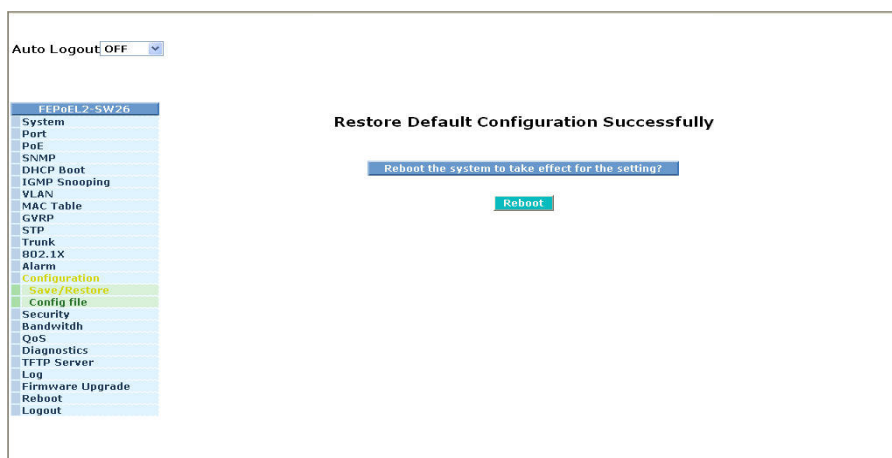 Auto Logout OFF
FEPoEL2-SW26
System
Port
PoE
SNMP
DHCP Boot
IGMP Snooping
VLAN
MAC Table
GVRP
STP
Trunk
802.1X
Alarm
Configuration
Save/Restore
Config file
Security
Bandwitdh
QoS
Diagnostics
TFTP Server
Log
Firmware Upgrade
Reboot
Logout
Restore Default Configuration Successfully
Reboot the system to take effect for the setting?
Reboot